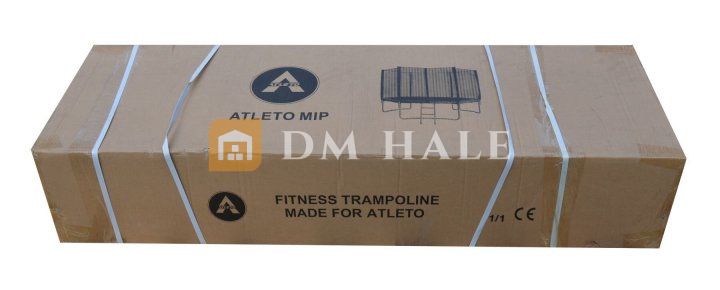 ATLETO MIP
DM HALE
FITNESS TRAMPOLINE
MADE FOR ATLETO
1/1 CE